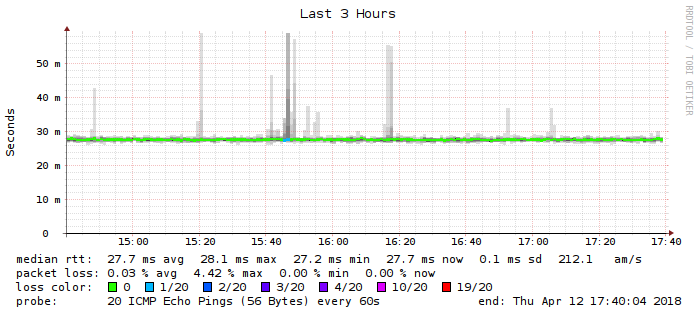 Last 3 Hours
RRDTOOL / TOBI OETIKER
Seconds
50 m
40 m
30 m
20 m
10 m
0
15:00 15:20 15:40 16:00 16:20 16:40 17:00 17:20 17:40
median rtt: 27.7 ms avg 28.1 ms max 27.2 ms min 27.7 ms now 0.1 ms sd 212.1 am/s
packet loss: 0.03 % avg 4.42 % max 0.00 % min 0.00 % now
loss color: 0 1/20 2/20 3/20 4/20 10/20 19/20
probe: 20 ICMP Echo Pings (56 Bytes) every 60s end: Thu Apr 12 17:40:04 2018